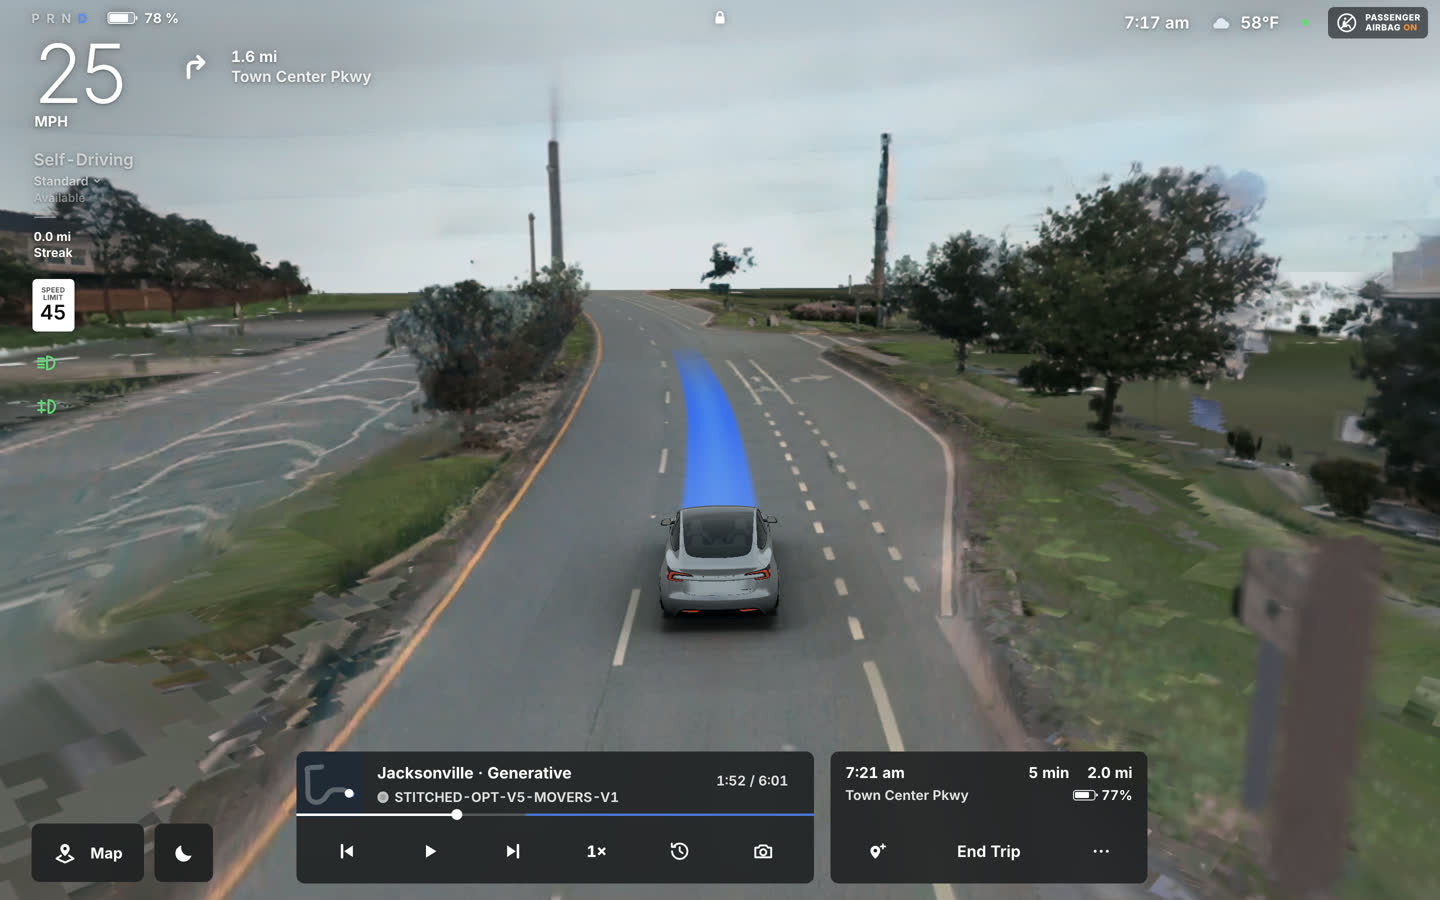 P R N D 78 %
7:17 am 58°F
PASSENGER
AIRBAG ON
25
MPH
1.6 mi
Town Center Pkwy
Self-Driving
Standard
Available
0.0 mi
Streak
SPEED
LIMIT
45
Jacksonville · Generative
STITCHED-OPT-V5-MOVERS-V1
1:52 / 6:01
1×
7:21 am 5 min 2.0 mi
Town Center Pkwy 77%
End Trip
Map